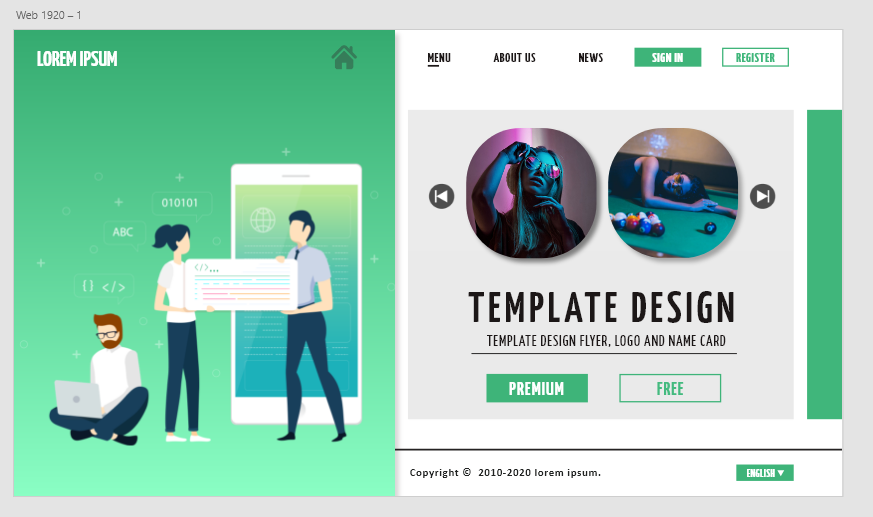 Web 1920 – 1
LOREM IPSUM
MENU
ABOUT US
NEWS
SIGN IN
REGISTER
010101
ABC
{ } </>
</>...
TEMPLATE DESIGN
TEMPLATE DESIGN FLYER, LOGO AND NAME CARD
PREMIUM
FREE
Copyright © 2010-2020 lorem ipsum.
ENGLISH ▼